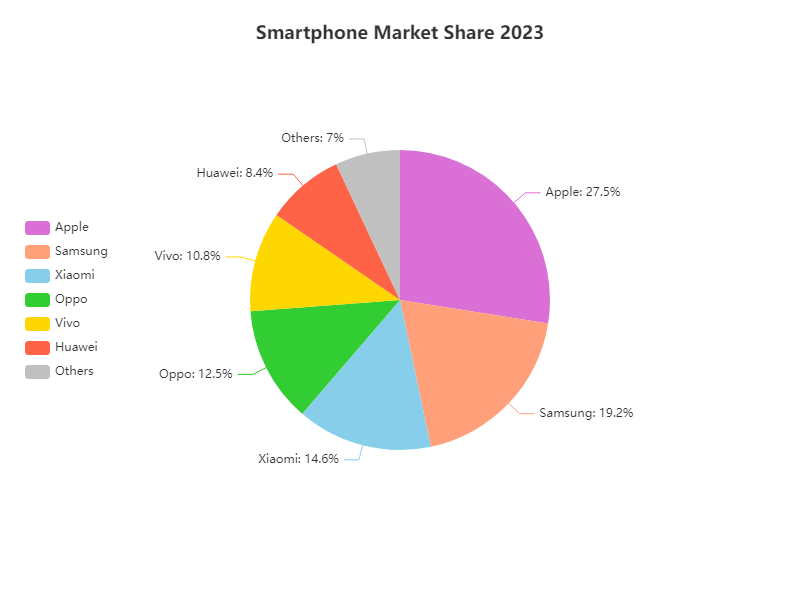 Smartphone Market Share 2023
Others: 7%
Huawei: 8.4%
Apple: 27.5%
Vivo: 10.8%
Oppo: 12.5%
Samsung: 19.2%
Xiaomi: 14.6%
Apple
Samsung
Xiaomi
Oppo
Vivo
Huawei
Others